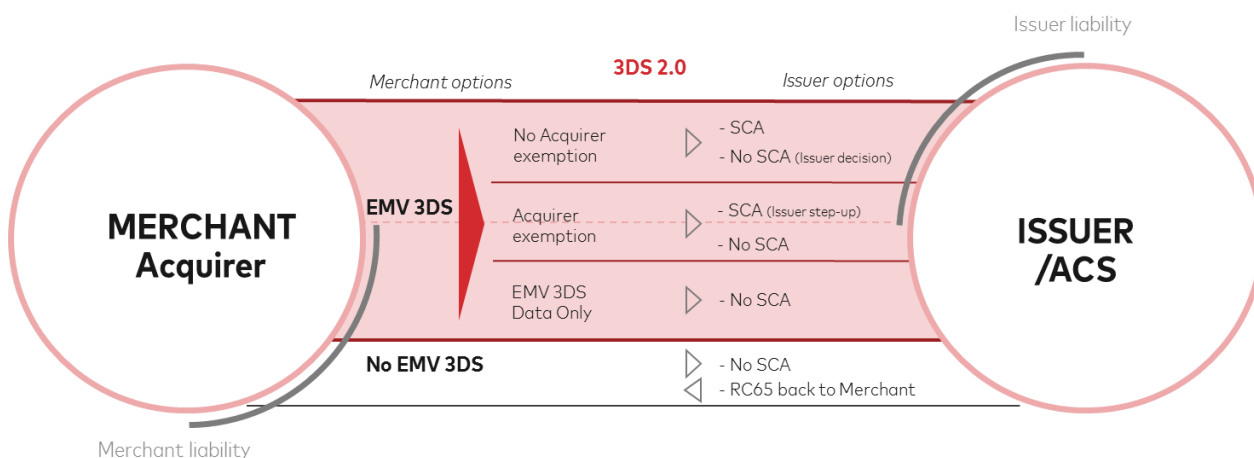 Issuer liability
3DS 2.0
Merchant options
Issuer options
MERCHANT
Acquirer
EMV 3DS
No Acquirer
exemption
- SCA
- No SCA (Issuer decision)
Acquirer
exemption
- SCA (Issuer step-up)
- No SCA
EMV 3DS
Data Only
- No SCA
No EMV 3DS
- No SCA
- RC65 back to Merchant
ISSUER
/ACS
Merchant liability